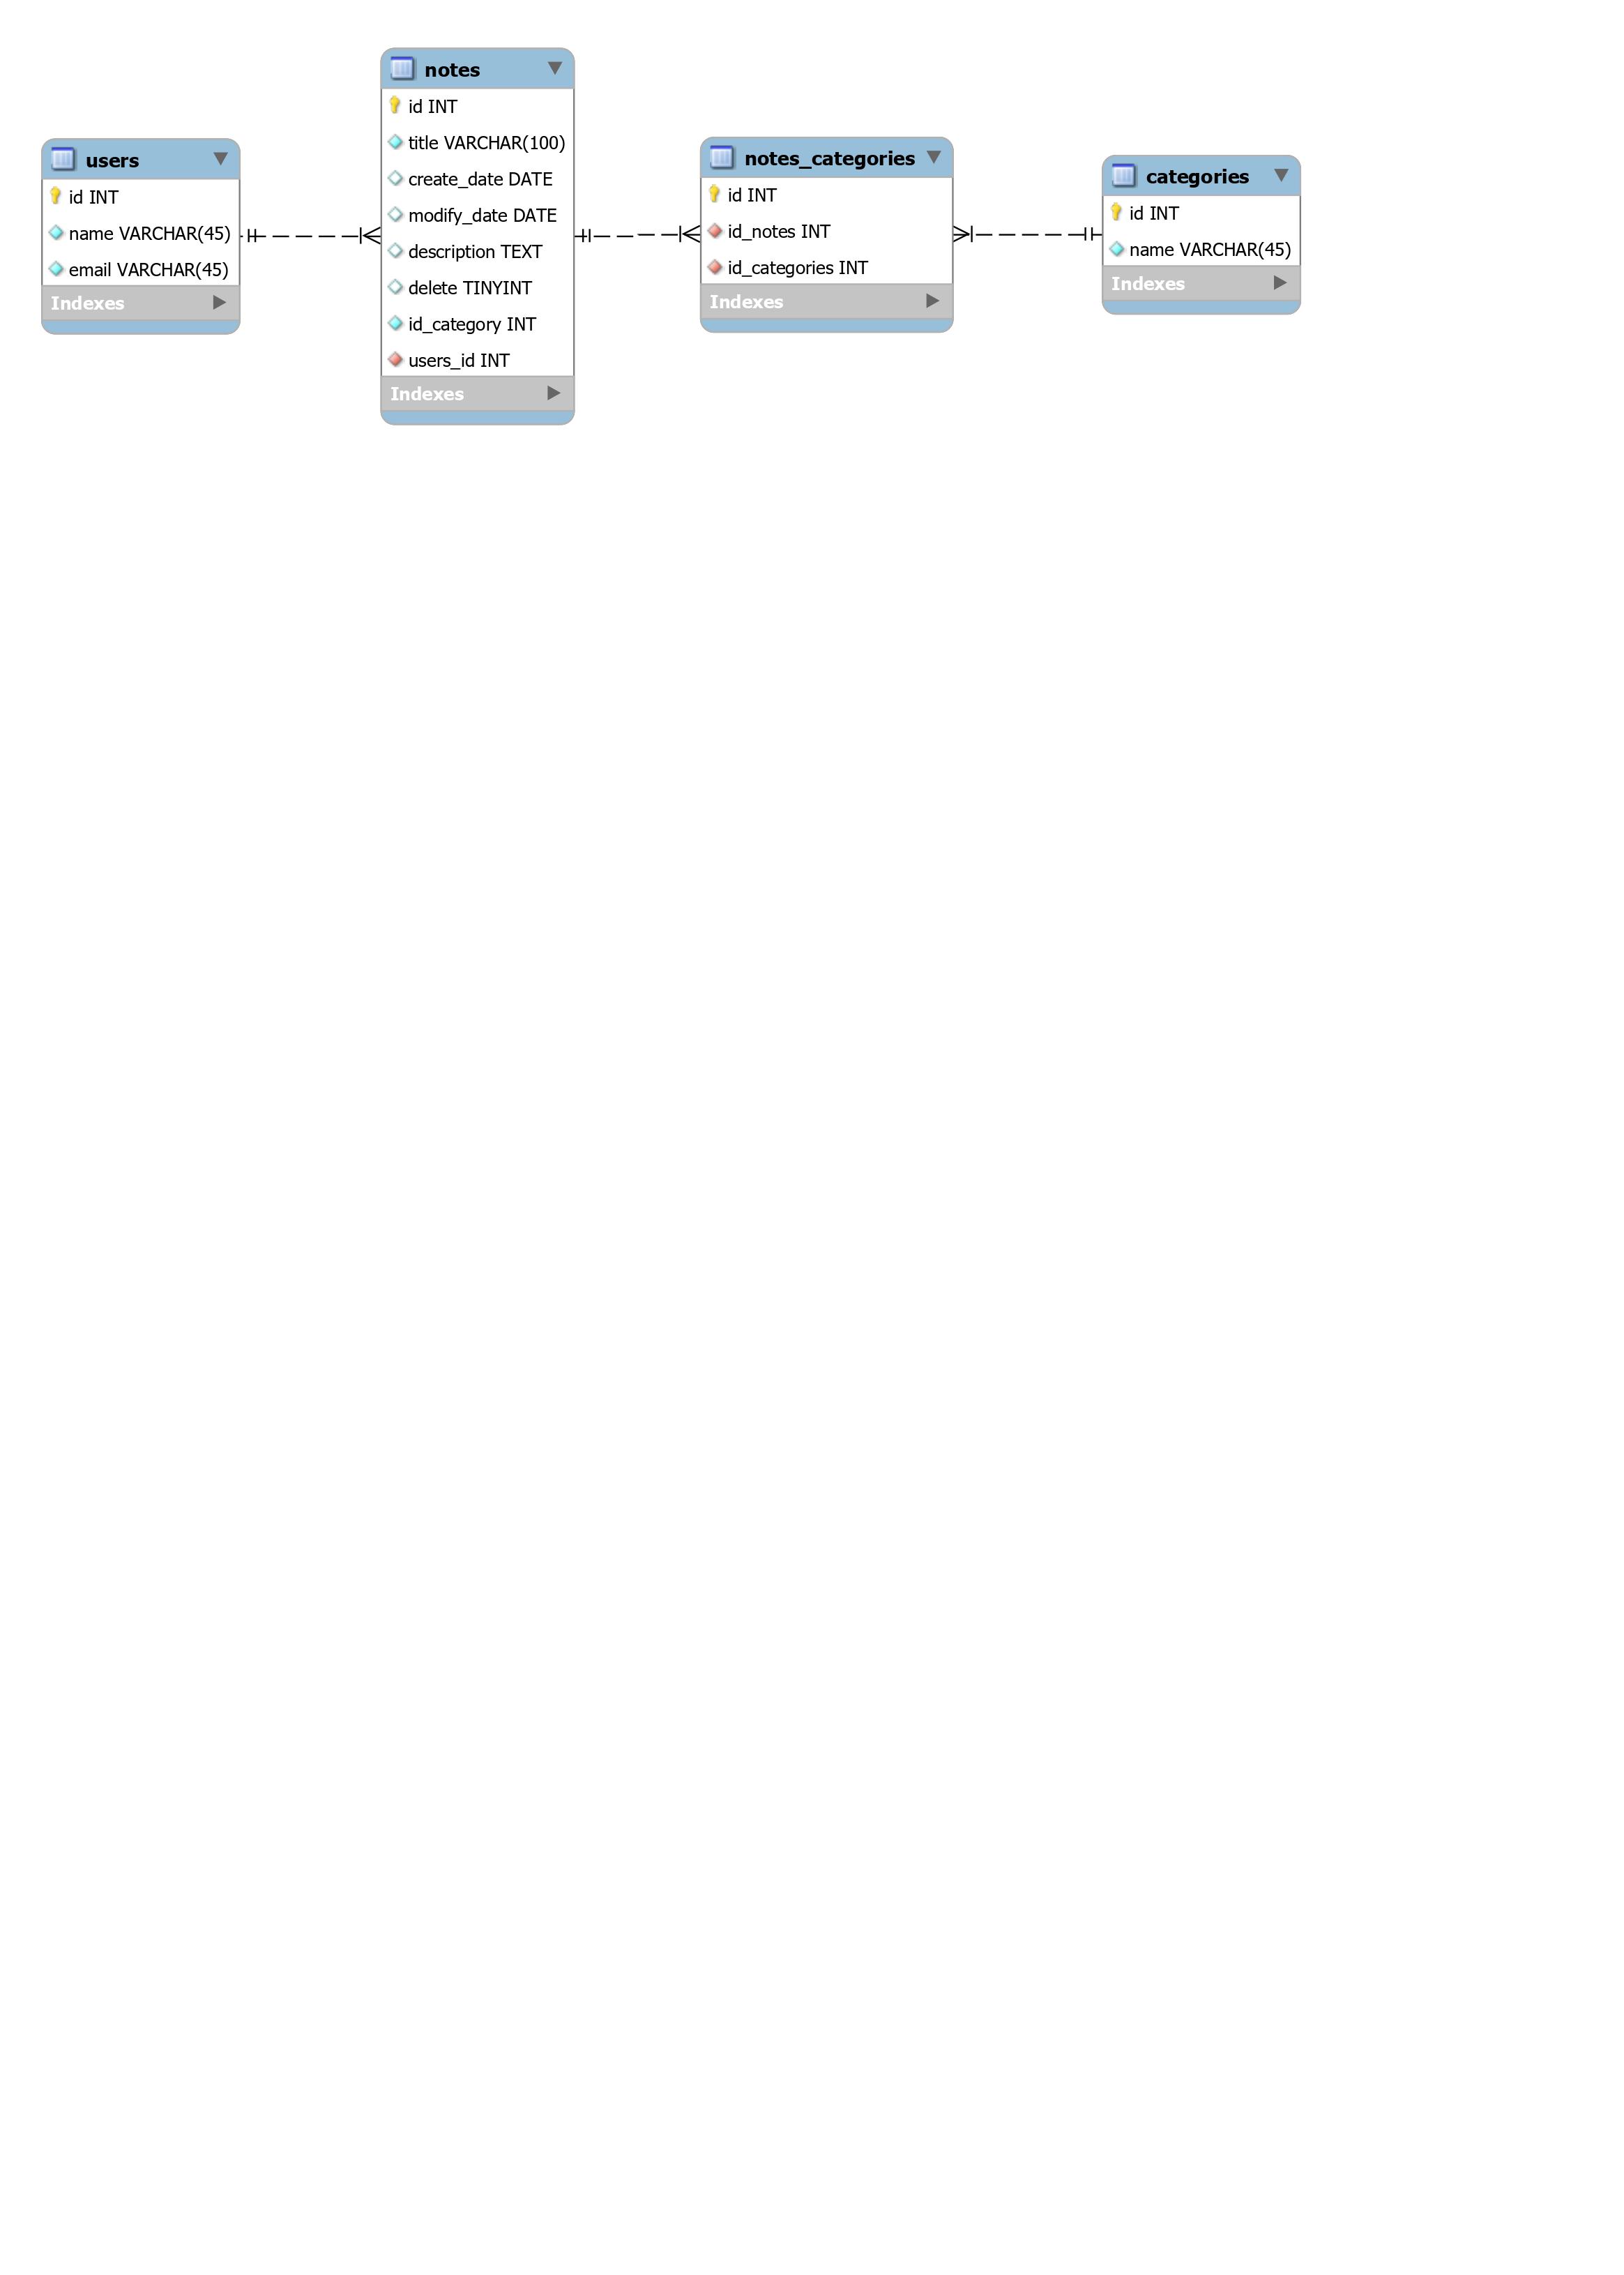 users
id INT
name VARCHAR(45)
email VARCHAR(45)
Indexes
notes
id INT
title VARCHAR(100)
create_date DATE
modify_date DATE
description TEXT
delete TINYINT
id_category INT
users_id INT
Indexes
notes_categories
id INT
id_notes INT
id_categories INT
Indexes
categories
id INT
name VARCHAR(45)
Indexes